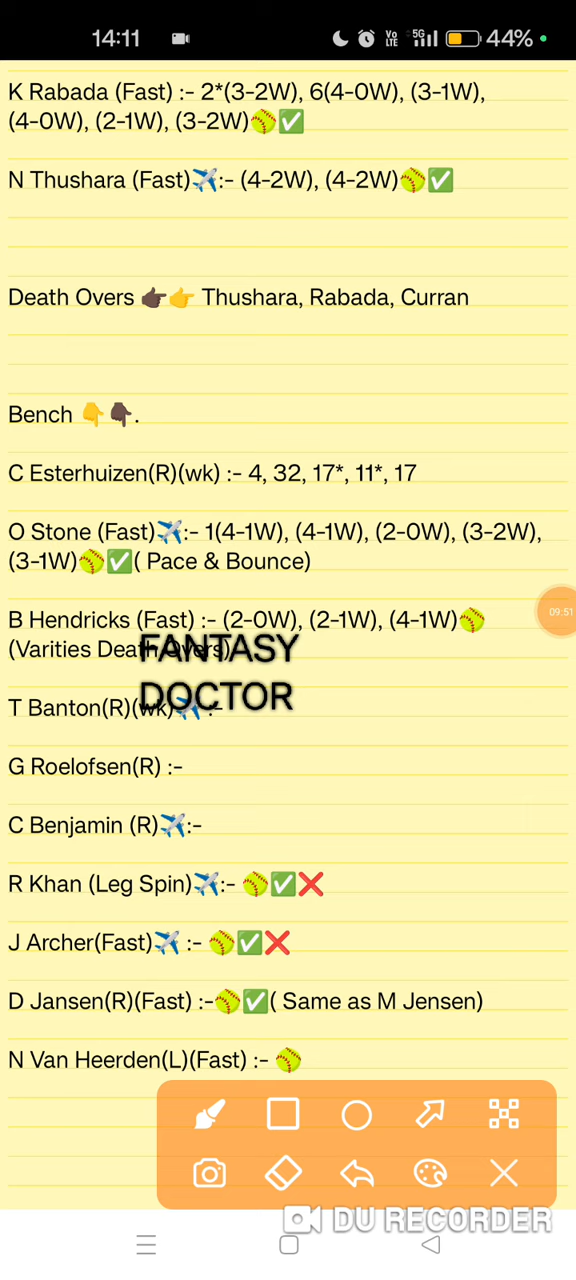 14:11 Vo LTE 5G 44%
K Rabada (Fast) :- 2*(3-2W), 6(4-0W), (3-1W),
(4-0W), (2-1W), (3-2W)🥎✅
N Thushara (Fast)✈️:- (4-2W), (4-2W)🥎✅
Death Overs 👉🏿👉 Thushara, Rabada, Curran
Bench 👇👇🏿.
C Esterhuizen(R)(wk) :- 4, 32, 17*, 11*, 17
O Stone (Fast)✈️:- 1(4-1W), (4-1W), (2-0W), (3-2W),
(3-1W)🥎✅( Pace & Bounce)
09:51
B Hendricks (Fast) :- (2-0W), (2-1W), (4-1W)🥎
(Varities Death Overs)
FANTASY
DOCTOR
T Banton(R)(wk)✈️:-
G Roelofsen(R) :-
C Benjamin (R)✈️:-
R Khan (Leg Spin)✈️:- 🥎✅❌
J Archer(Fast)✈️ :- 🥎✅❌
D Jansen(R)(Fast) :-🥎✅( Same as M Jensen)
N Van Heerden(L)(Fast) :- 🥎
DU RECORDER